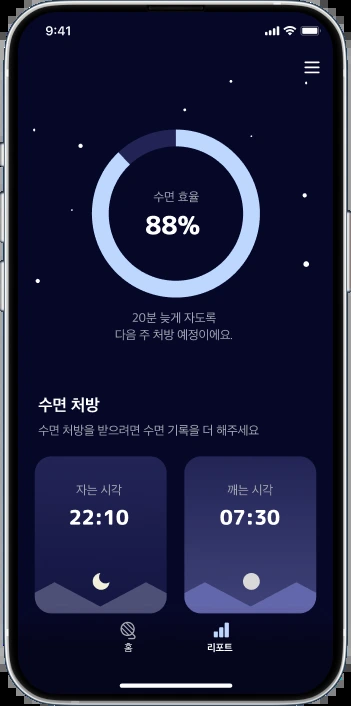 9:41
수면 효율
88%
20분 늦게 자도록
다음 주 처방 예정이에요.
수면 처방
수면 처방을 받으려면 수면 기록을 더 해주세요
자는 시각
깨는 시각
22:10
07:30
홈
리포트